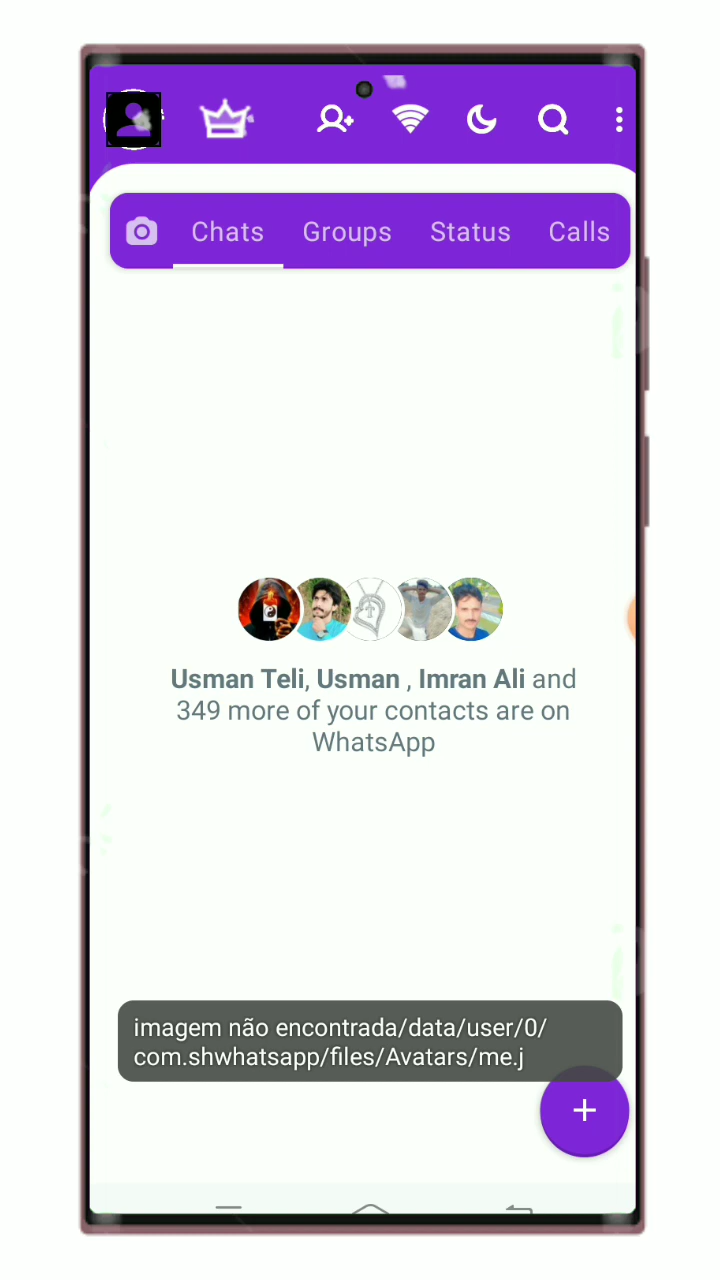 Chats Groups Status Calls
Usman Teli, Usman , Imran Ali and
349 more of your contacts are on
WhatsApp
imagem não encontrada/data/user/0/
com.shwhatsapp/files/Avatars/me.j